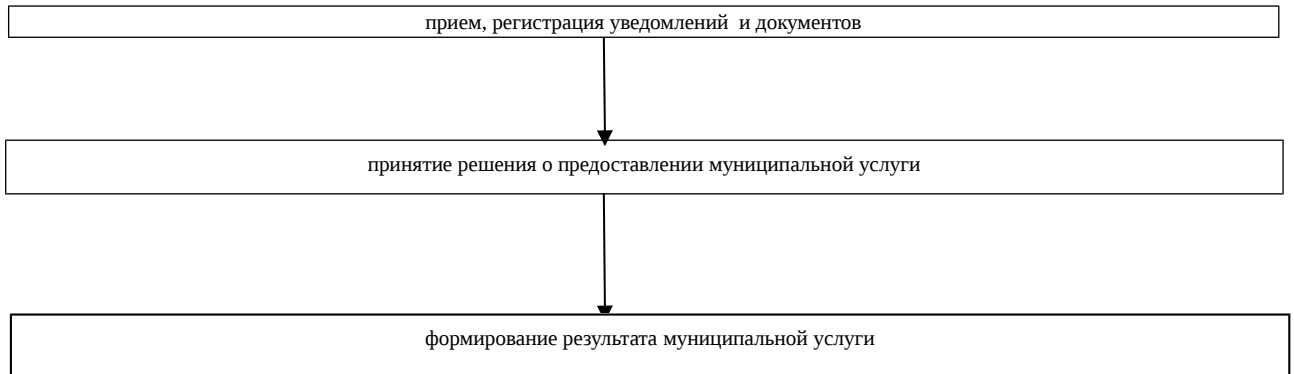 прием, регистрация уведомлений  и документов
принятие решения о предоставлении муниципальной услуги
формирование результата муниципальной услуги